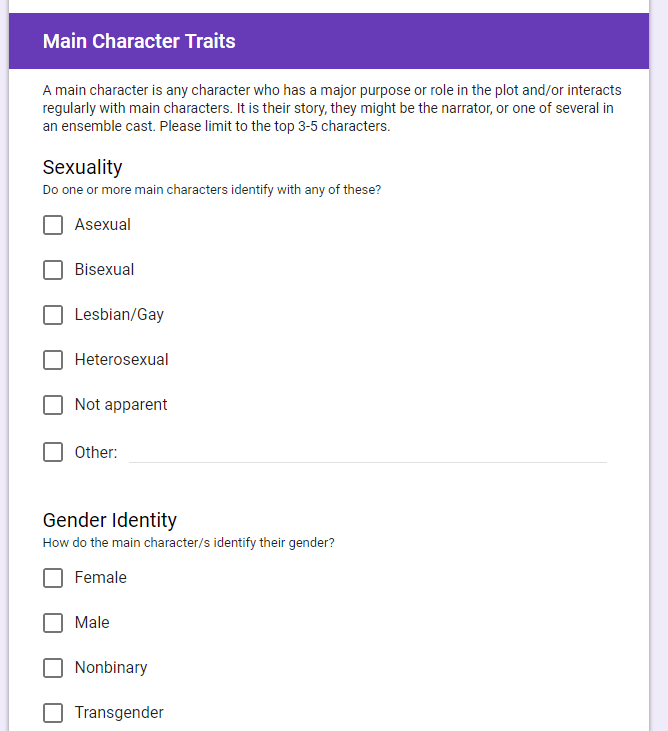 Main Character Traits
A main character is any character who has a major purpose or role in the plot and/or interacts
regularly with main characters. It is their story, they might be the narrator, or one of several in
an ensemble cast. Please limit to the top 3-5 characters.
Sexuality
Do one or more main characters identify with any of these?
Asexual
Bisexual
Lesbian/Gay
Heterosexual
Not apparent
Other:
Gender Identity
How do the main character/s identify their gender?
Female
Male
Nonbinary
Transgender